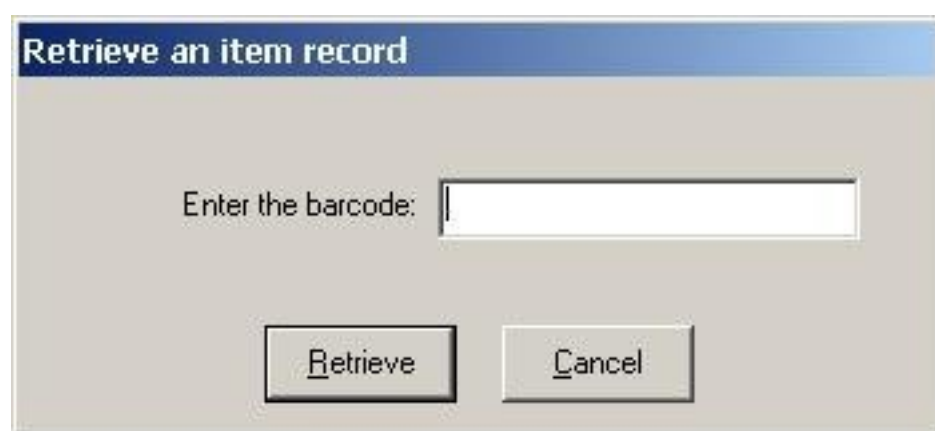 Retrieve an item record
Enter the barcode:
Retrieve Cancel